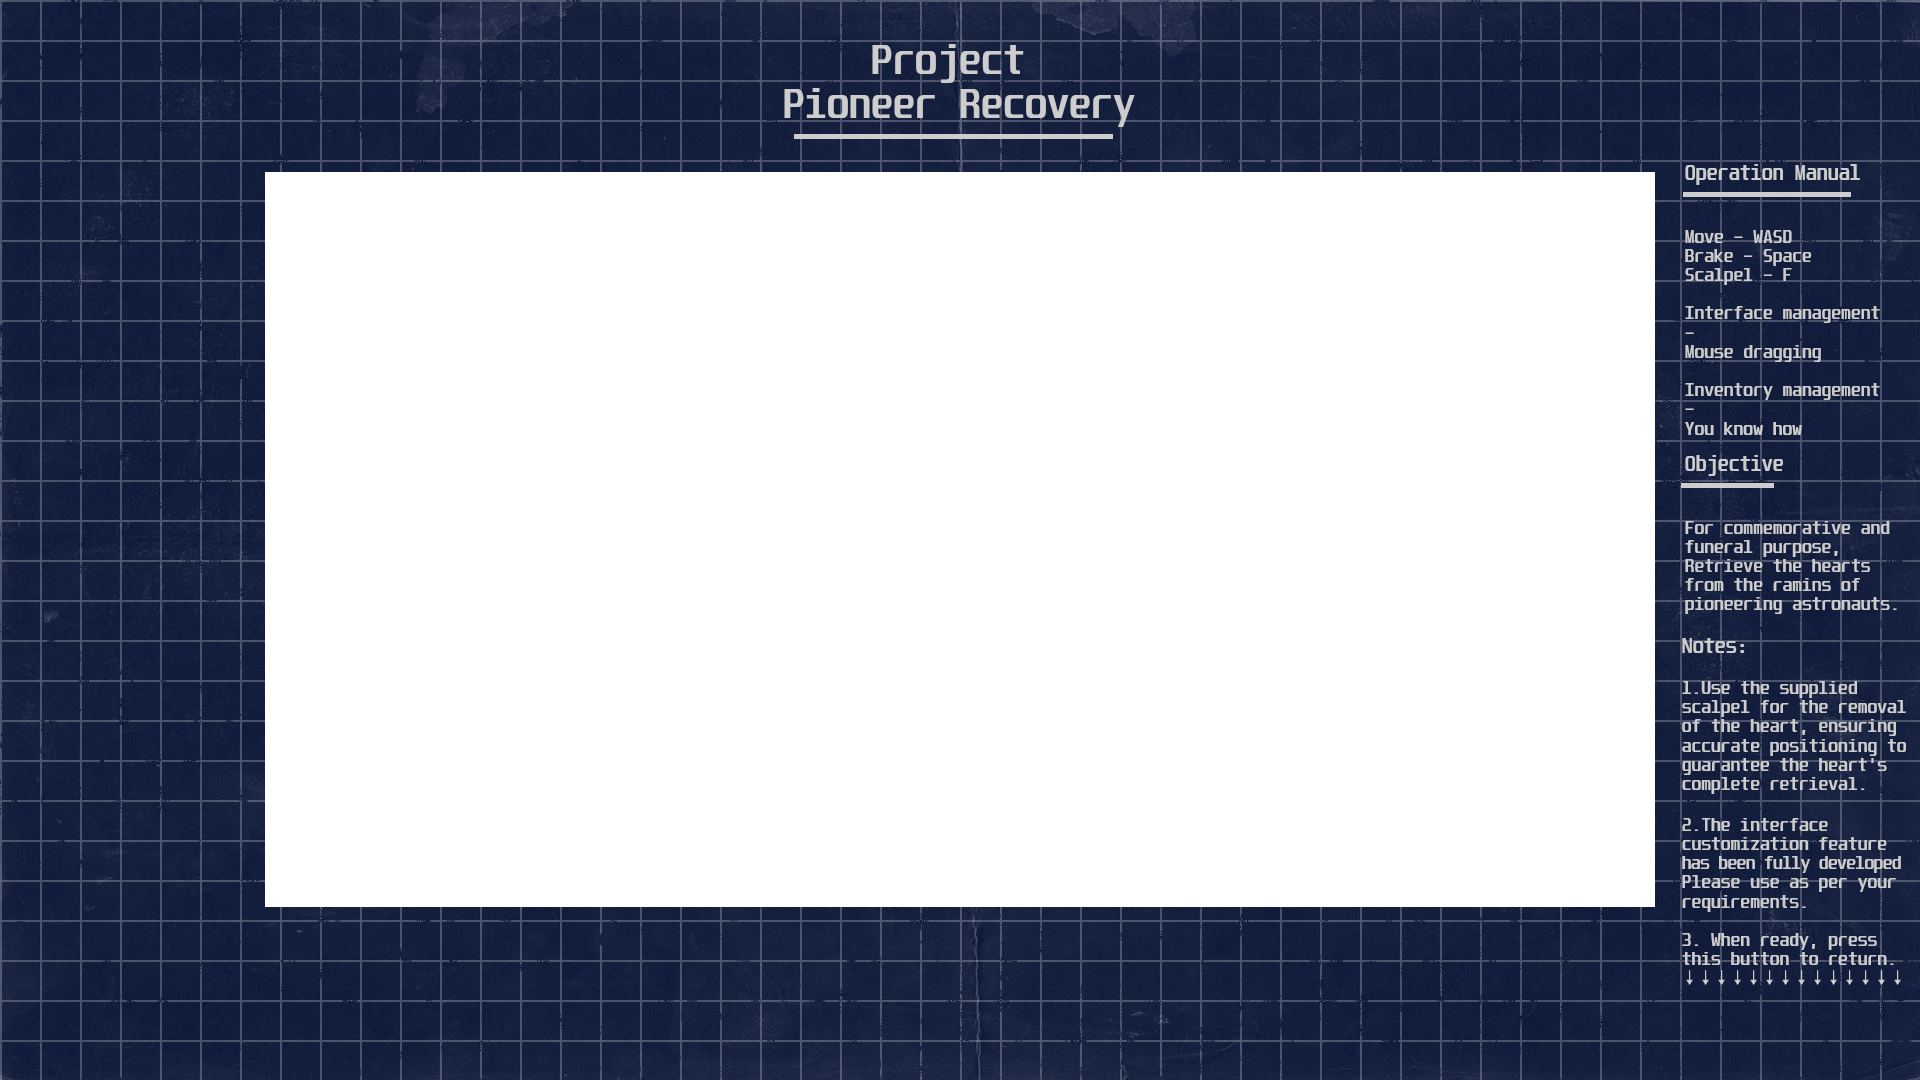 Project
Pioneer Recovery
Operation Manual
Move - WASD
Brake - Space
Scalpel - F
Interface management
-
Mouse dragging
Inventory management
-
You know how
Objective
For commemorative and
funeral purpose,
Retrieve the hearts
from the ramins of
pioneering astronauts.
Notes:
1.Use the supplied
scalpel for the removal
of the heart, ensuring
accurate positioning to
guarantee the heart's
complete retrieval.
2.The interface
customization feature
has been fully developed
Please use as per your
requirements.
3. When ready, press
this button to return.
↓↓↓↓↓↓↓↓↓↓↓↓↓↓